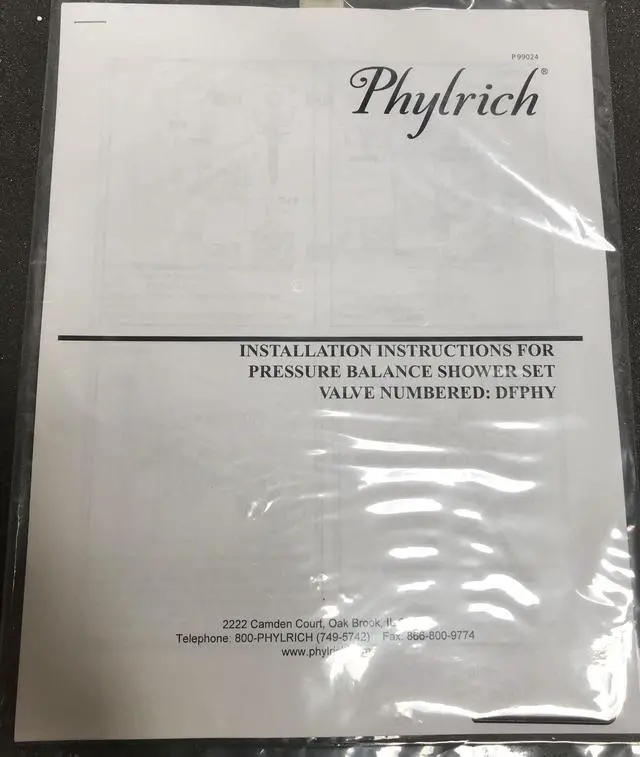 P99024
Phylrich®
INSTALLATION INSTRUCTIONS FOR
PRESSURE BALANCE SHOWER SET
VALVE NUMBERED: DFPHY
2222 Camden Court, Oak Brook,
Telephone: 800-PHYLRICH (749-5742) Fax: 866-800-9774